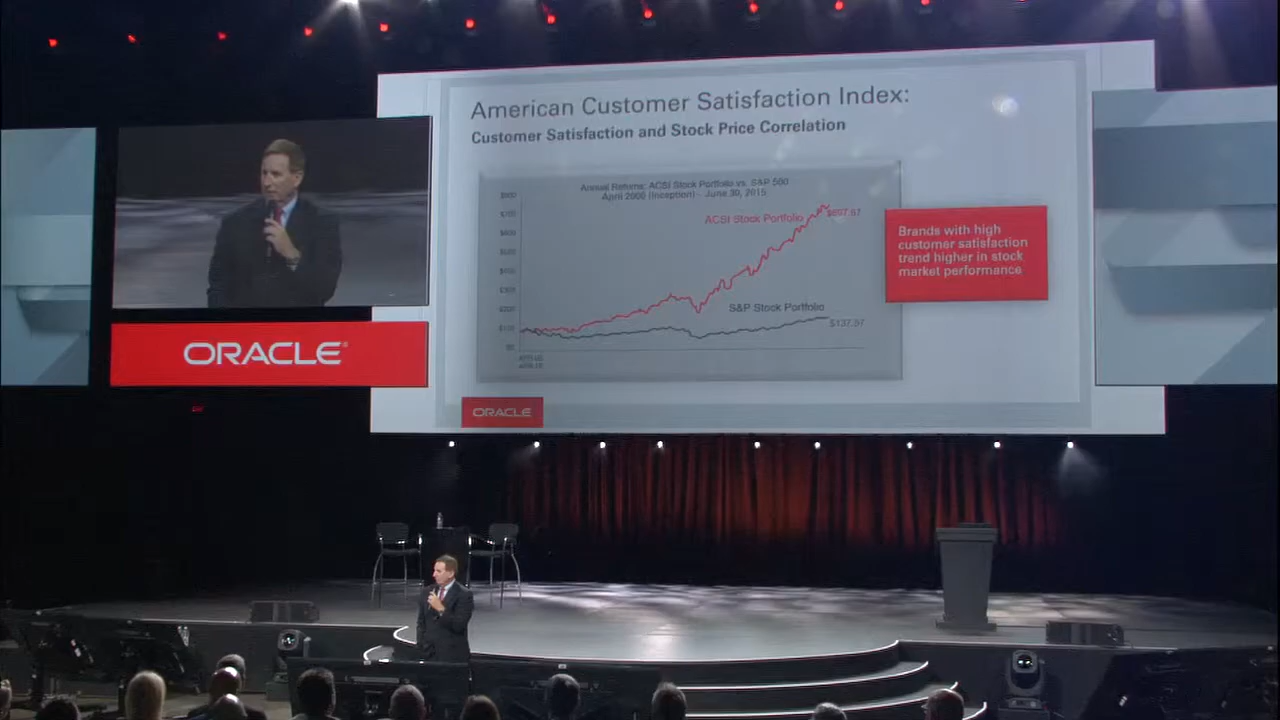 American Customer Satisfaction Index:
Customer Satisfaction and Stock Price Correlation
Annual Returns: ACSI Stock Portfolio vs. S&P 500
April 2000 (Inception) - June 30, 2015
ACSI Stock Portfolio
S&P Stock Portfolio
$137.97
Brands with high
customer satisfaction
trend higher in stock
market performance
ORACLE
ORACLE